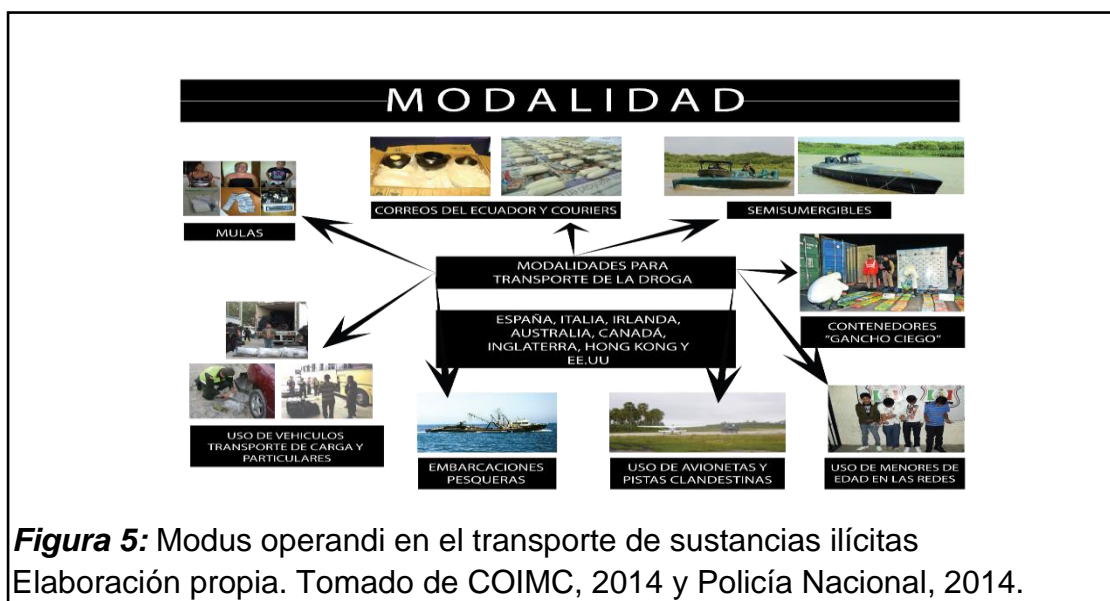 MODALIDAD
MULAS
CORREOS DEL ECUADOR Y COURIERS
SEMISUMERGIBLES
MODALIDADES PARA
TRANSPORTE DE LA DROGA
ESPAÑA, ITALIA, IRLANDA,
AUSTRALIA, CANADÁ,
INGLATERRA, HONG KONG Y
EE.UU
CONTENEDORES
"GANCHO CIEGO"
USO DE VEHICULOS
TRANSPORTE DE CARGA Y
PARTICULARES
EMBARCACIONES
PESQUERAS
USO DE AVIONETAS Y
PISTAS CLANDESTINAS
USO DE MENORES DE
EDAD EN LAS REDES
Figura 5: Modus operandi en el transporte de sustancias ilícitas
Elaboración propia. Tomado de COIMC, 2014 y Policía Nacional, 2014.